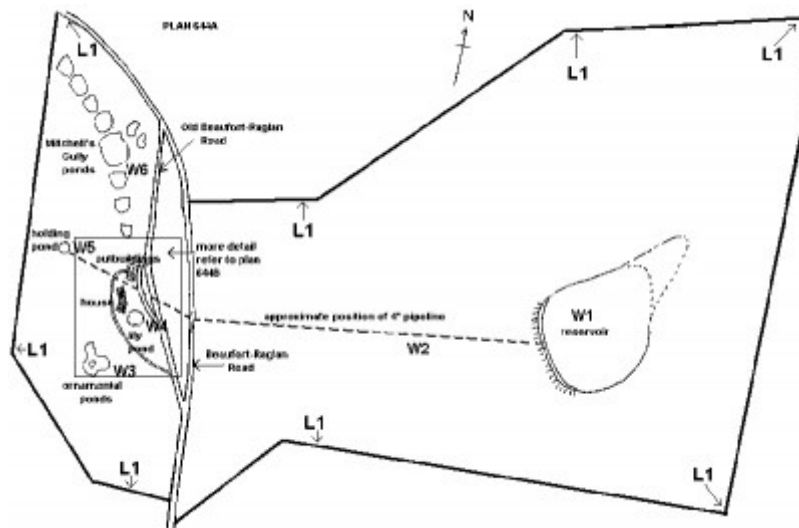 PLAN 644A
N
L1
L1
L1
Old Beaufort-Raglan
Road
Mitchell's
Gully
ponds
W6
L1
holding
pond
W5
outbuildings
more detail
refer to plan
644B
house
W4
lily
pond
approximate position of 4" pipeline
W1
reservoir
W2
L1
W3
ornamental
ponds
Beaufort-Raglan
Road
L1
L1
L1